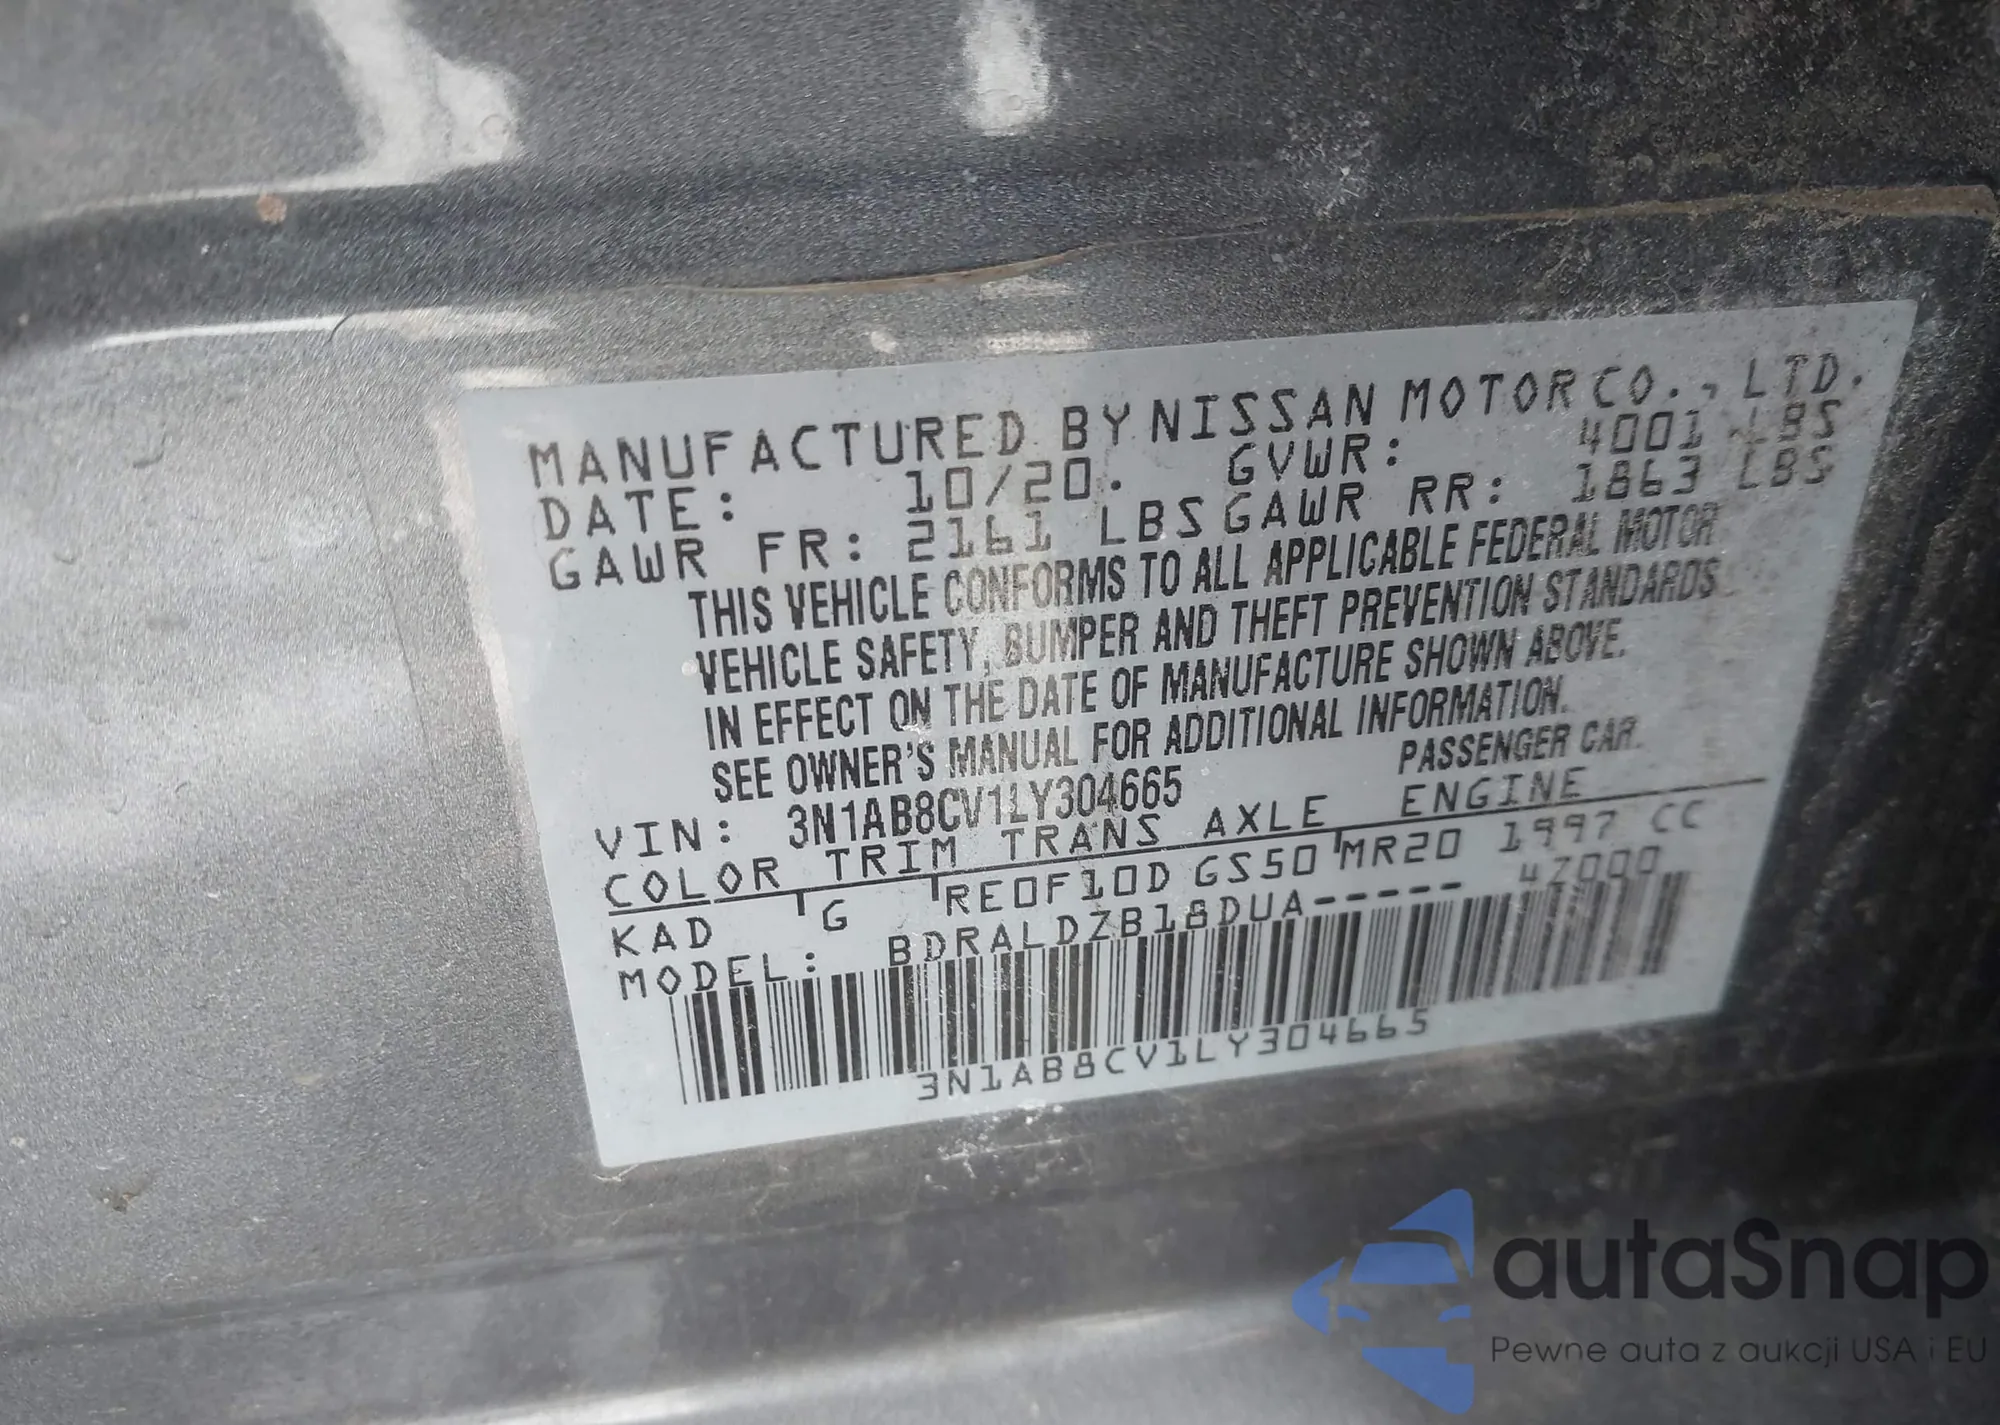 MANUFACTURED BY NISSAN MOTOR CO., LTD.
DATE: 10/20. GVWR: 4001 LBS
GAWR FR: 2161 LBS GAWR RR: 1863 LBS
THIS VEHICLE CONFORMS TO ALL APPLICABLE FEDERAL MOTOR
VEHICLE SAFETY, BUMPER AND THEFT PREVENTION STANDARDS
IN EFFECT ON THE DATE OF MANUFACTURE SHOWN ABOVE.
SEE OWNER'S MANUAL FOR ADDITIONAL INFORMATION.
VIN: 3N1AB8CV1LY304665 PASSENGER CAR.
COLOR TRIM TRANS AXLE ENGINE
KAD G RE0F10D GS50 MR20 1997 CC
MODEL: BDRALDZB18DUA----- 47000
3N1AB8CV1LY304665
autaSnap
Pewne auta z aukcji USA i EU